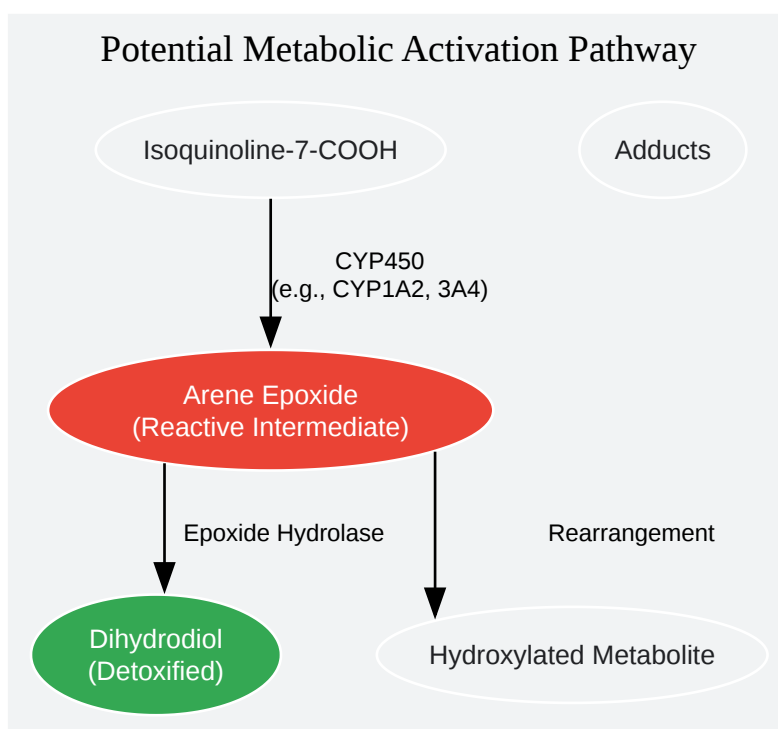 Potential Metabolic Activation Pathway
Isoquinoline-7-COOH
Adducts
CYP450
(e.g., CYP1A2, 3A4)
Arene Epoxide
(Reactive Intermediate)
Epoxide Hydrolase
Rearrangement
Dihydrodiol
(Detoxified)
Hydroxylated Metabolite